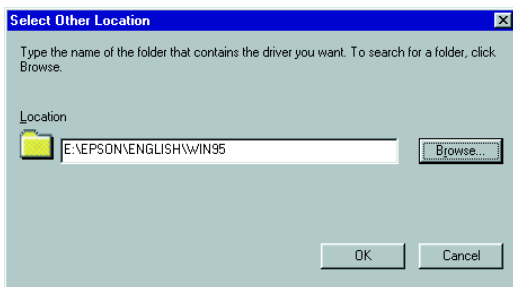 Select Other Location
Type the name of the folder that contains the driver you want. To search for a folder, click
Browse.
Location
E:\EPSON\ENGLISH\WIN95
Browse...
OK
Cancel